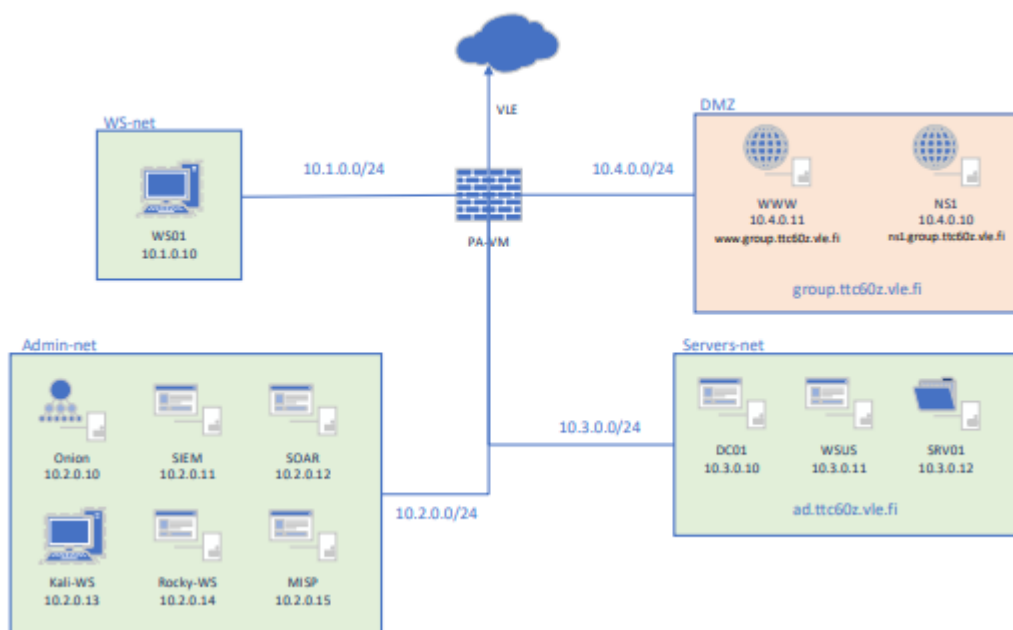 VLE
WS-net
10.1.0.0/24
WS01
10.1.0.10
PA-VM
10.4.0.0/24
DMZ
WWW
10.4.0.11
www.group.ttc60z.vle.fi
NS1
10.4.0.10
ns1.group.ttc60z.vle.fi
group.ttc60z.vle.fi
Admin-net
Onion
10.2.0.10
SIEM
10.2.0.11
SOAR
10.2.0.12
Kali-WS
10.2.0.13
Rocky-WS
10.2.0.14
MISP
10.2.0.15
10.2.0.0/24
10.3.0.0/24
Servers-net
DC01
10.3.0.10
WSUS
10.3.0.11
SRV01
10.3.0.12
ad.ttc60z.vle.fi